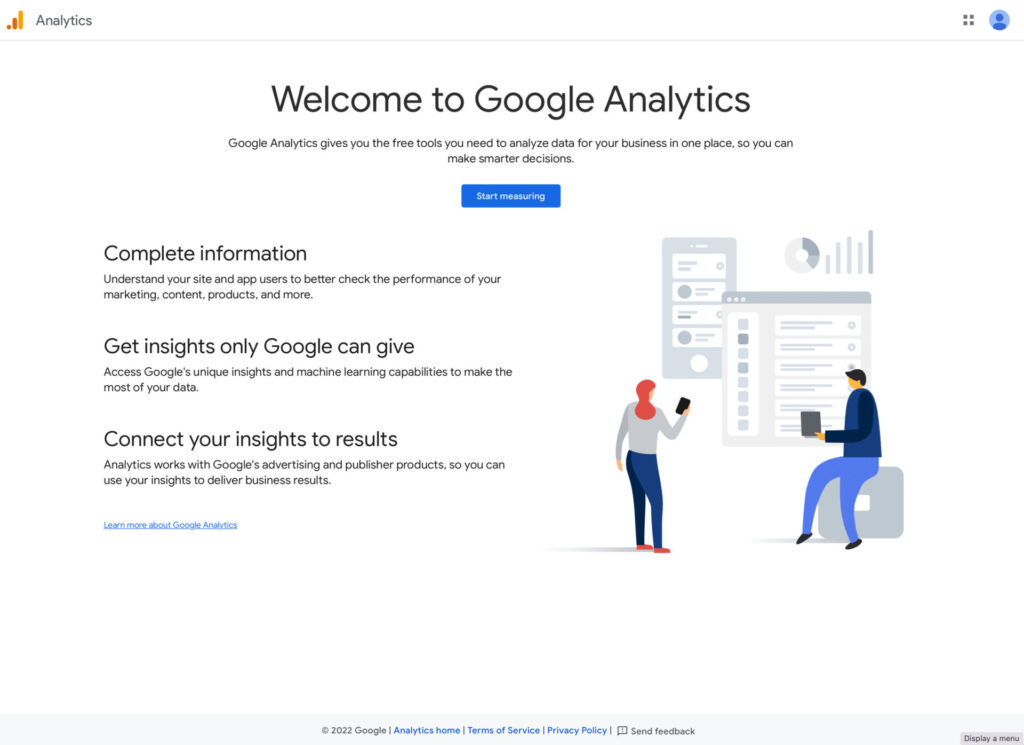 Analytics
Welcome to Google Analytics
Google Analytics gives you the free tools you need to analyze data for your business in one place, so you can
make smarter decisions.
Start measuring
Complete information
Understand your site and app users to better check the performance of your
marketing, content, products, and more.
Get insights only Google can give
Access Google's unique insights and machine learning capabilities to make the
most of your data.
Connect your insights to results
Analytics works with Google's advertising and publisher products, so you can
use your insights to deliver business results.
Learn more about Google Analytics
© 2022 Google | Analytics home | Terms of Service | Privacy Policy | Send feedback
Display a menu